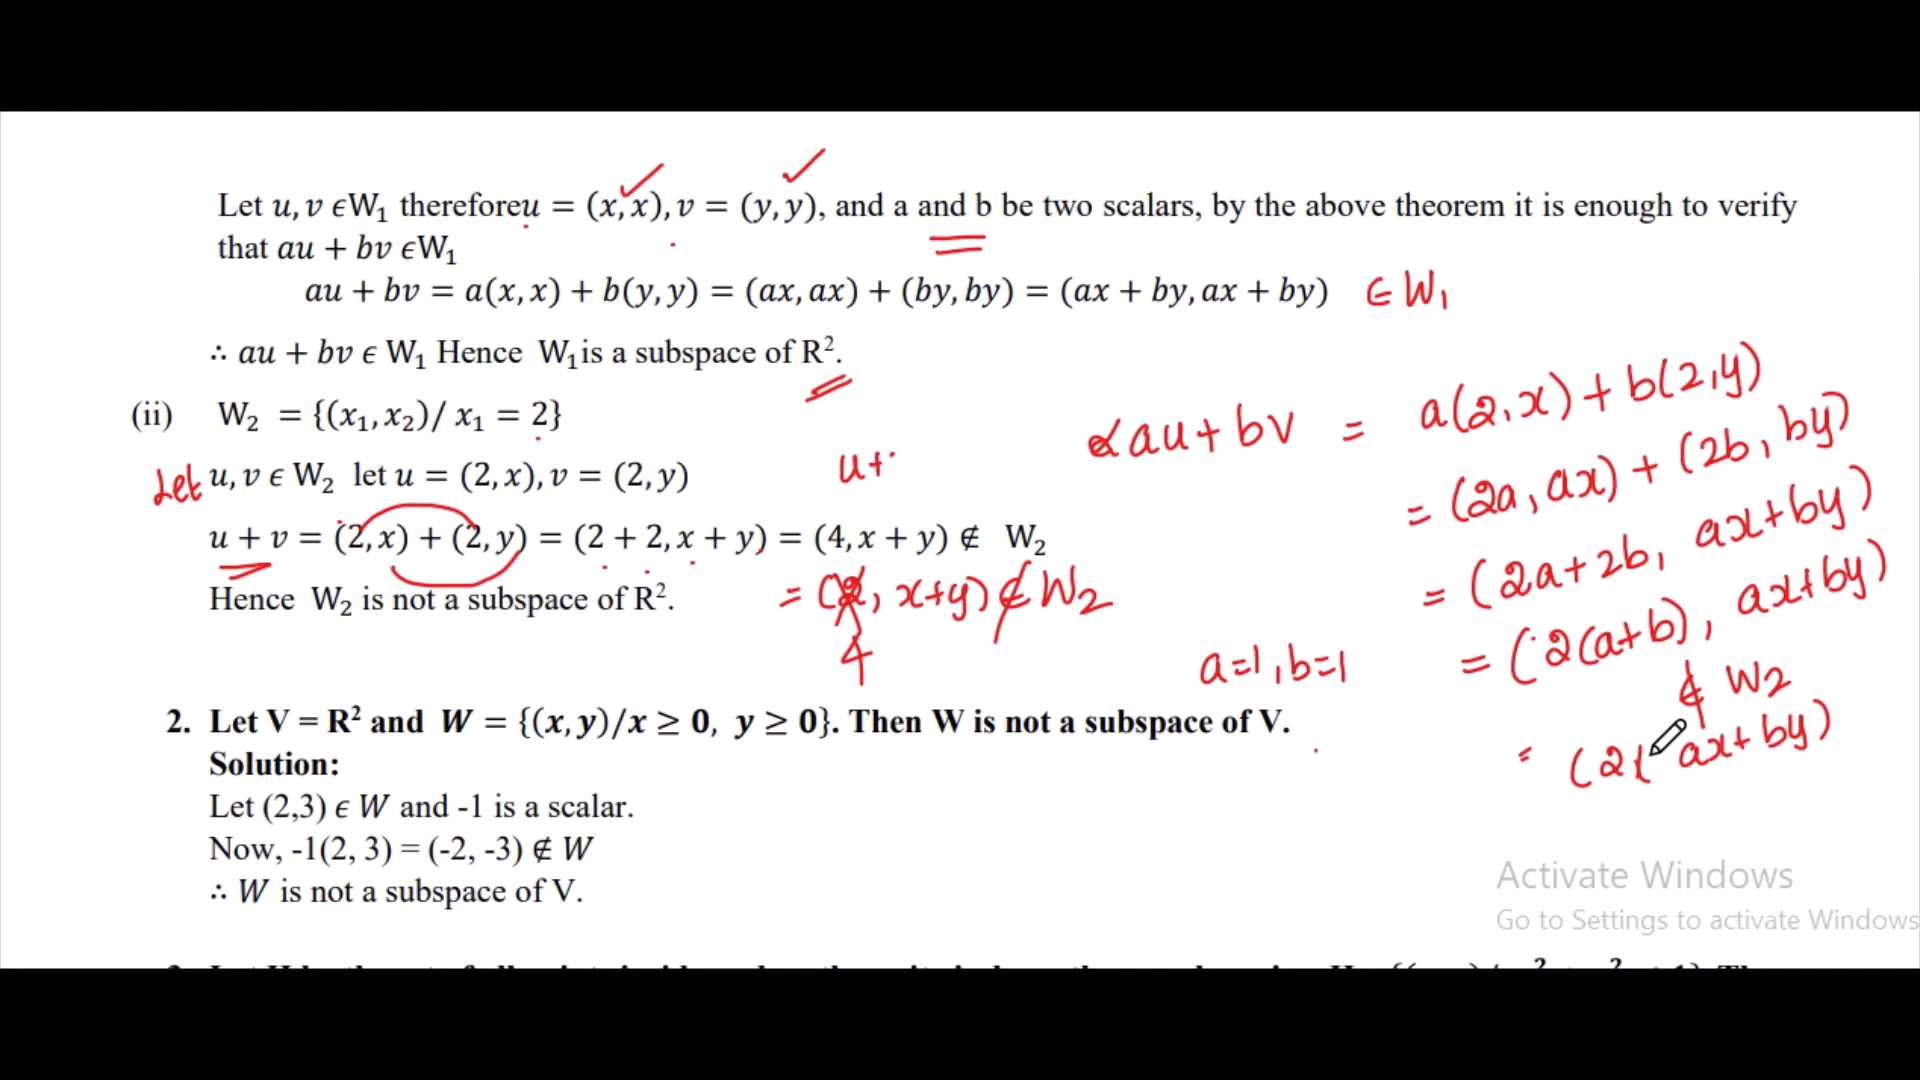 Let u, v ϵW₁ thereforeu = (x, x), v = (y, y), and a and b be two scalars, by the above theorem it is enough to verify
that au + bv ϵW₁
au + bv = a(x, x) + b(y, y) = (ax, ax) + (by, by) = (ax + by, ax + by) ∈ W₁
∴ au + bv ϵ W₁ Hence W₁is a subspace of R².
(ii) W₂ = {(x₁, x₂)/ x₁ = 2}
Let u, v ϵ W₂ let u = (2, x), v = (2, y)
u+
u + v = (2, x) + (2, y) = (2 + 2, x + y) = (4, x + y) ∉ W₂
Hence W₂ is not a subspace of R².
= (2, x+y) ∉ W₂
4
au + bv = a(2, x) + b(2, y)
= (2a, ax) + (2b, by)
= (2a+2b, ax+by)
= (2(a+b), ax+by)
∉ W₂
a=1, b=1
= (2( ax+by)
2. Let V = R² and W = {(x, y)/x ≥ 0, y ≥ 0}. Then W is not a subspace of V.
Solution:
Let (2,3) ϵ W and -1 is a scalar.
Now, -1(2, 3) = (-2, -3) ∉ W
∴ W is not a subspace of V.
Activate Windows
Go to Settings to activate Windows